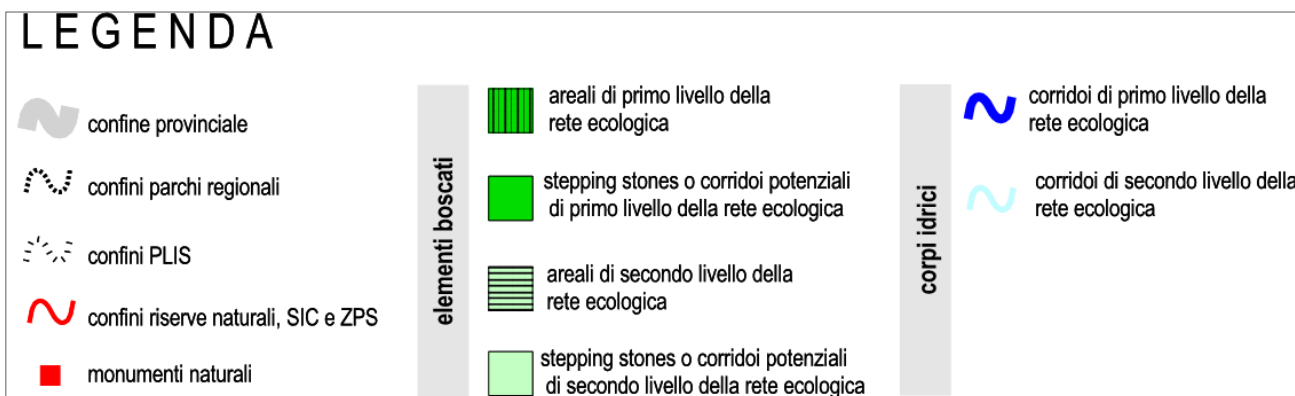 LEGENDA
confine provinciale
confini parchi regionali
confini PLIS
confini riserve naturali, SIC e ZPS
monumenti naturali
elementi boscati
areali di primo livello della
rete ecologica
stepping stones o corridoi potenziali
di primo livello della rete ecologica
areali di secondo livello della
rete ecologica
stepping stones o corridoi potenziali
di secondo livello della rete ecologica
corpi idrici
corridoi di primo livello della
rete ecologica
corridoi di secondo livello della
rete ecologica